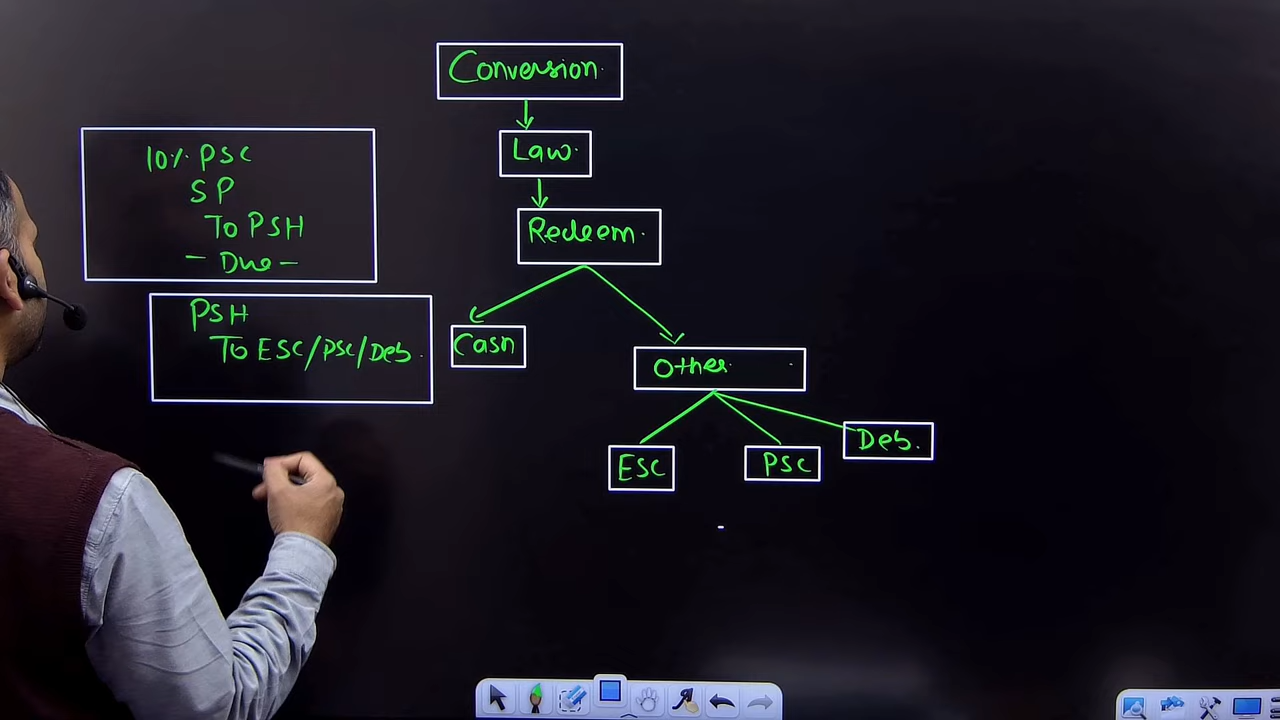 Conversion.
Law.
Redeem.
Cash
Other
ESC
PSC
Deb.
10% PSC
SP
To PSH
- Due -
PSH
To ESC/PSC/Deb.